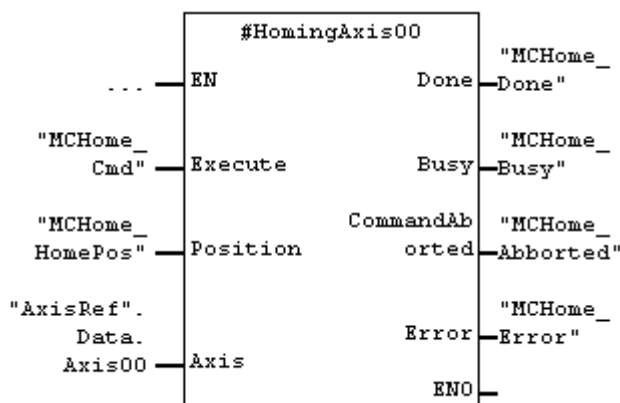 #HomingAxis00
"MCHome_
... EN Done Done"
"MCHome_ "MCHome_
Cmd" Execute Busy Busy"
"MCHome_ CommandAb "MCHome_
HomePos" Position orted Abborted"
"AxisRef". "MCHome_
Data. Error Error"
Axis00 Axis
ENO